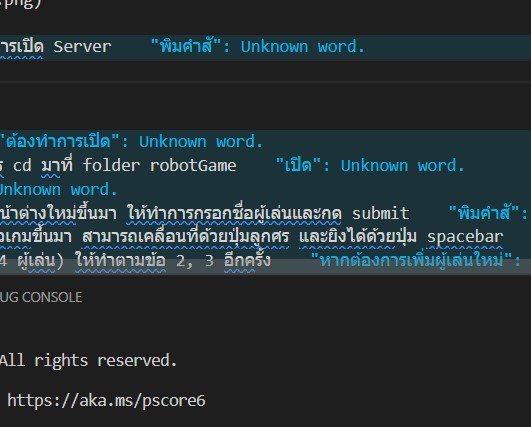 .png)
ารเปิด Server "พิมคำสั": Unknown word.
"ต้องทำการเปิด": Unknown word.
cd มาที่ folder robotGame "เปิด": Unknown word.
Unknown word.
หน้าต่างใหม่ขึ้นมา ให้ทำการกรอกชื่อผู้เล่นและกด submit "พิมคำสั":
อเกมขึ้นมา สามารถเคลื่อนที่ด้วยปุ่มลูกศร และยิงได้ด้วยปุ่ม spacebar
4 ผู้เล่น) ให้ทำตามข้อ 2, 3 อีกครั้ง "หากต้องการเพิ่มผู้เล่นใหม่":
UG CONSOLE
All rights reserved.
https://aka.ms/pscore6